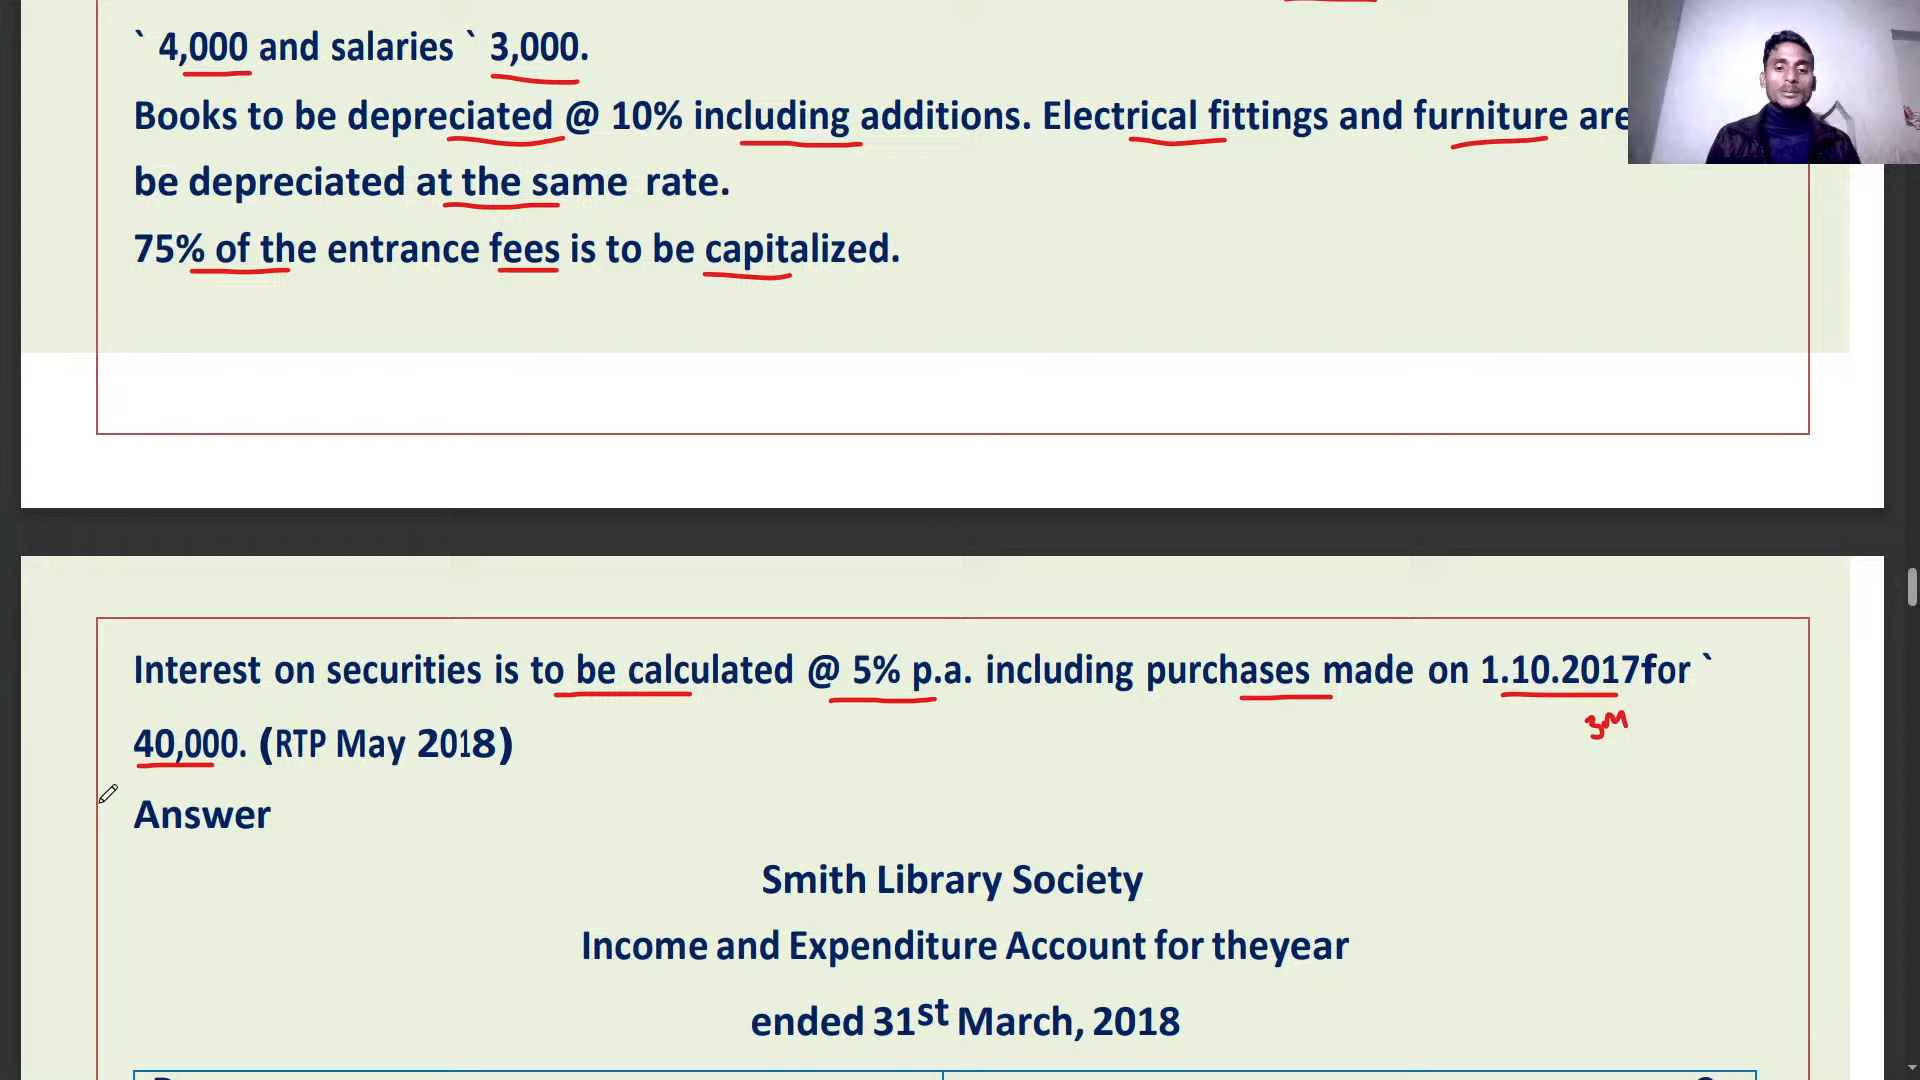 ` 4,000 and salaries ` 3,000.
Books to be depreciated @ 10% including additions. Electrical fittings and furniture are
be depreciated at the same rate.
75% of the entrance fees is to be capitalized.
Interest on securities is to be calculated @ 5% p.a. including purchases made on 1.10.2017for `
3M
40,000. (RTP May 2018)
Answer
Smith Library Society
Income and Expenditure Account for theyear
ended 31st March, 2018